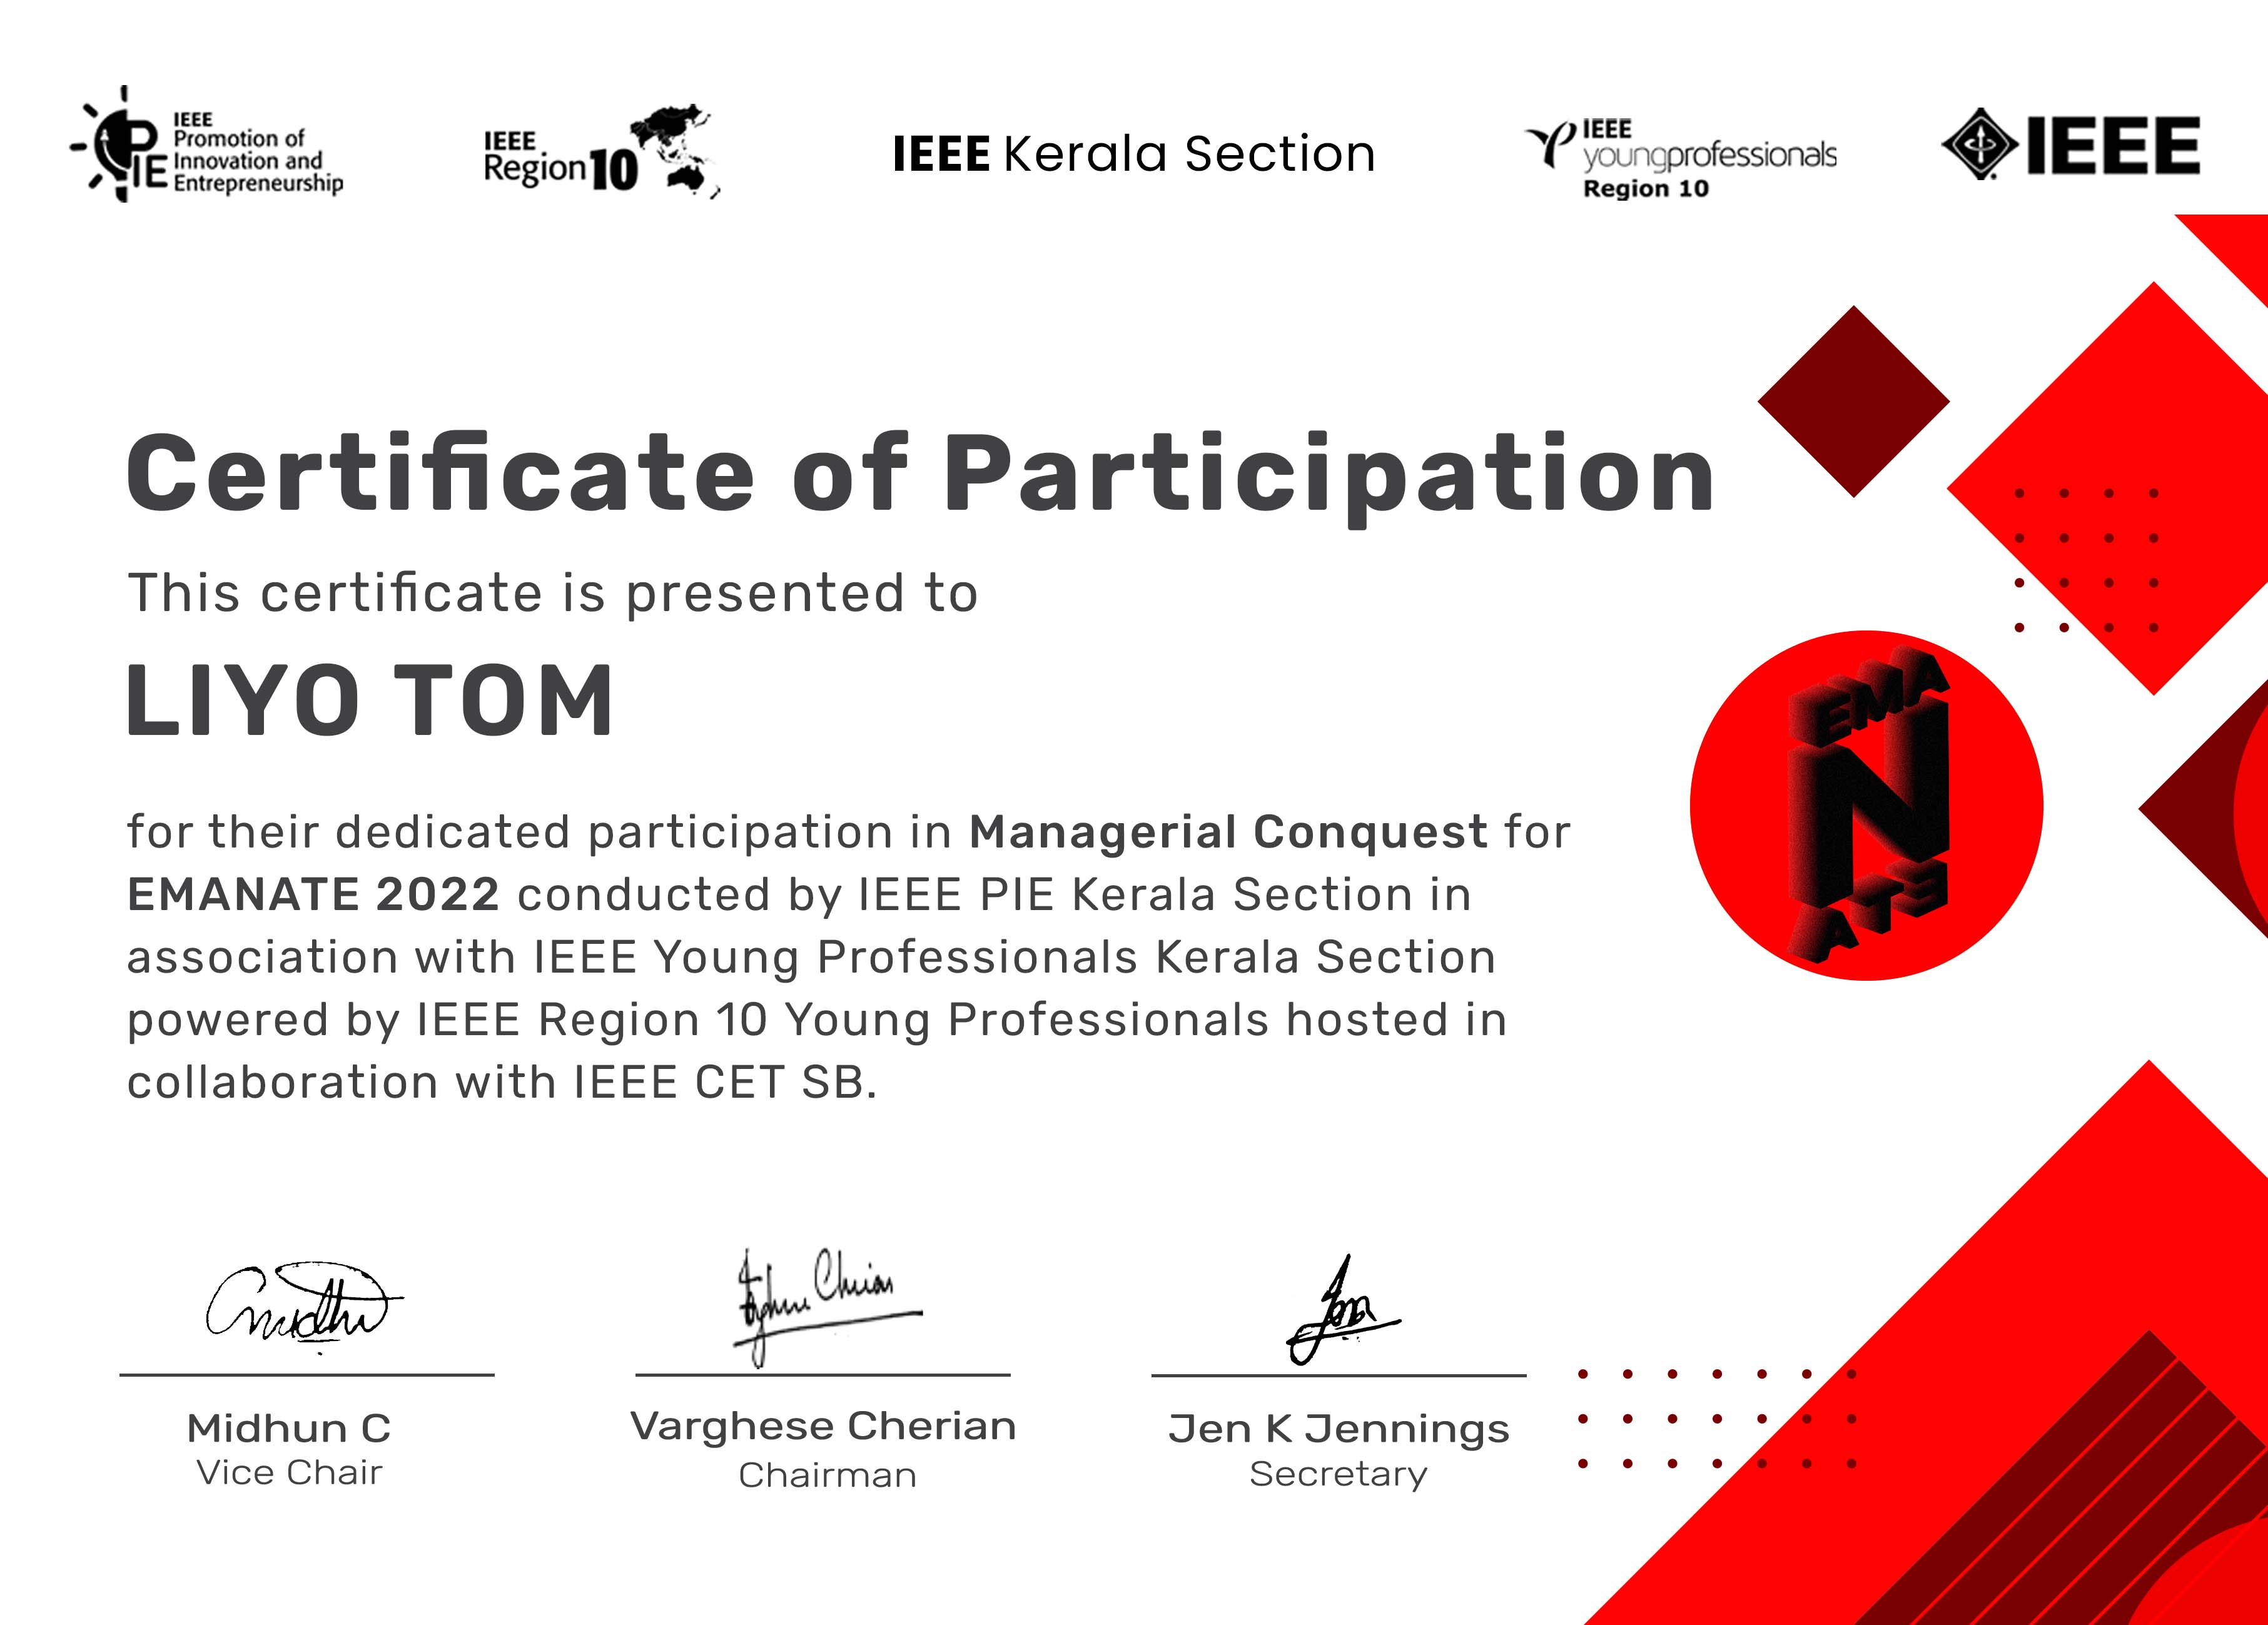 IEEE
Promotion of
Innovation and
Entrepreneurship
PIE
IEEE
Region 10
IEEE Kerala Section
IEEE
youngprofessionals
Region 10
IEEE
Certificate of Participation
This certificate is presented to
LIYO TOM
for their dedicated participation in Managerial Conquest for
EMANATE 2022 conducted by IEEE PIE Kerala Section in
association with IEEE Young Professionals Kerala Section
powered by IEEE Region 10 Young Professionals hosted in
collaboration with IEEE CET SB.
EMA
N
ATE
Midhun C
Vice Chair
Varghese Cherian
Chairman
Jen K Jennings
Secretary